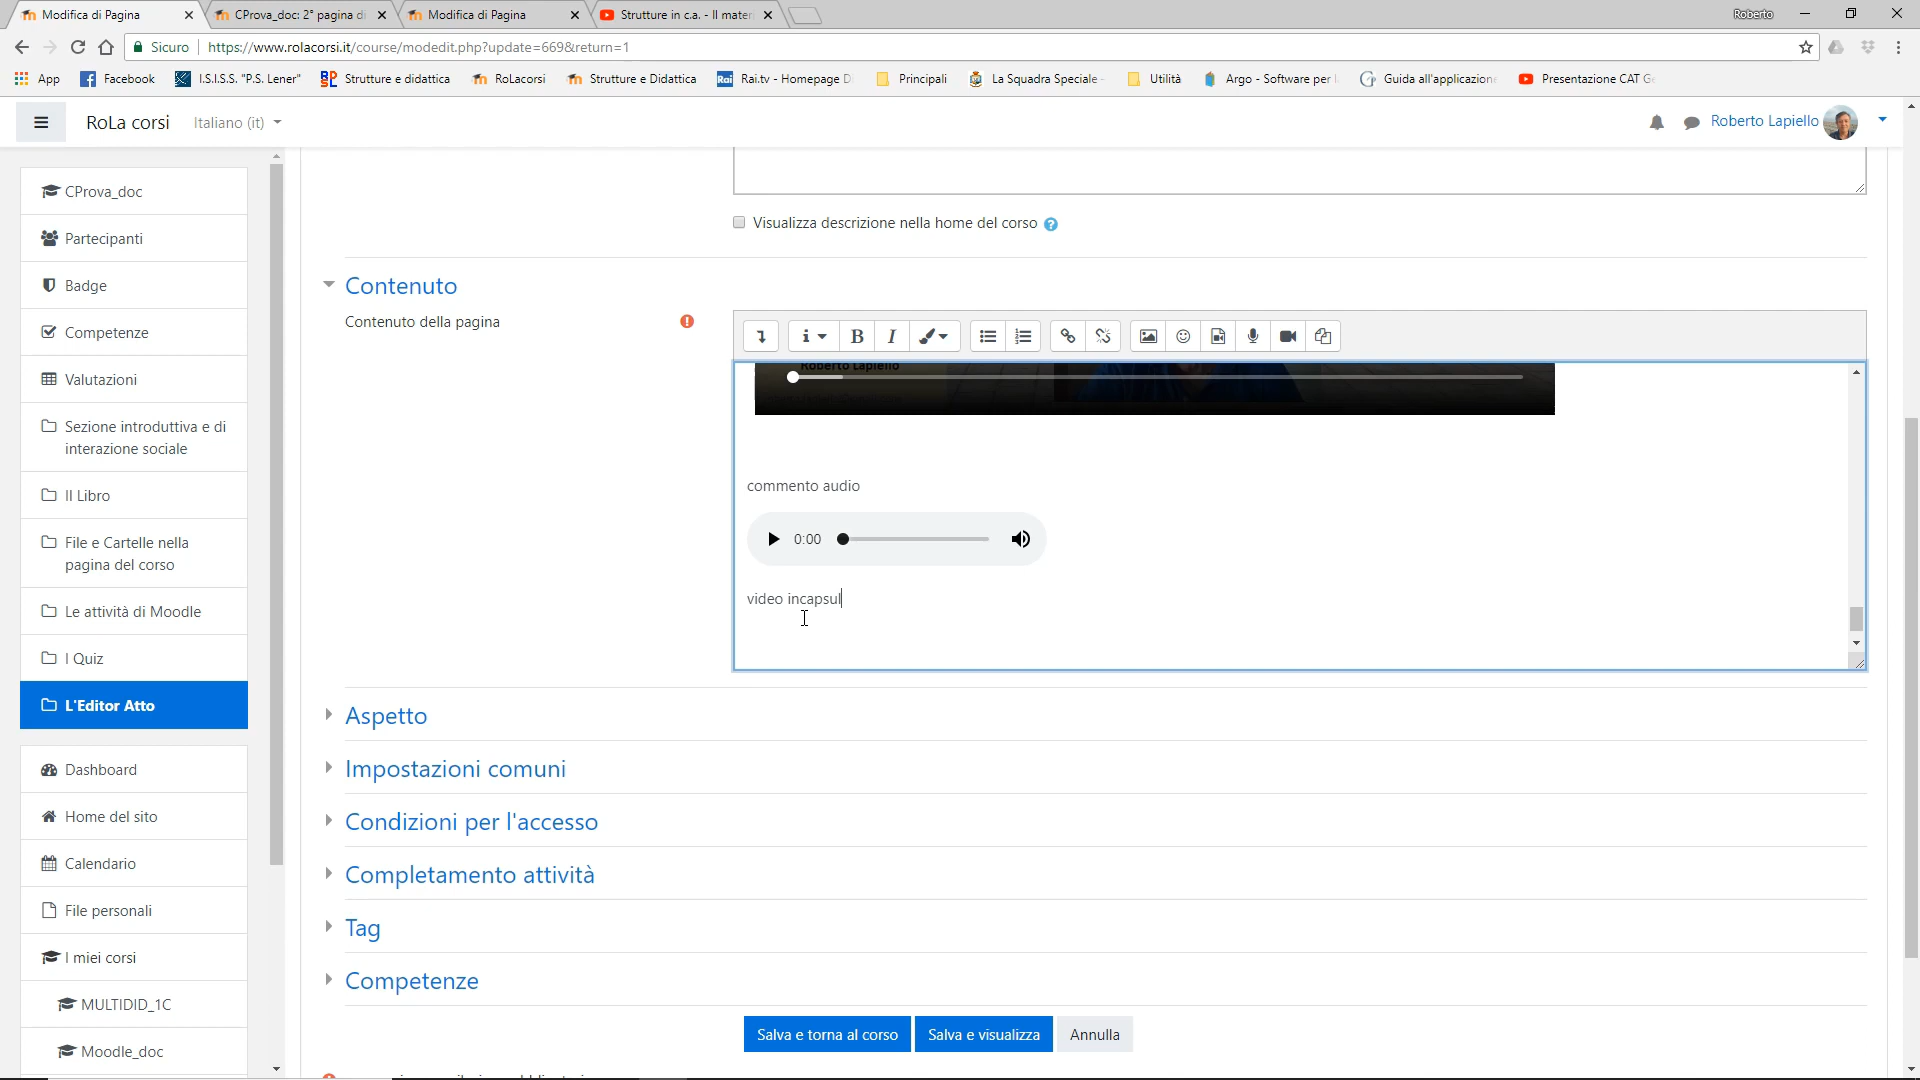 Modifica di Pagina
CProva_doc: 2° pagina di
Modifica di Pagina
Strutture in c.a. - Il mater
Roberto
Sicuro
https://www.rolacorsi.it/course/modedit.php?update=669&return=1
App
Facebook
I.S.I.S.S. "P.S. Lener"
Strutture e didattica
RoLacorsi
Strutture e Didattica
Rai.tv - Homepage D
Principali
La Squadra Speciale
Utilità
Argo - Software per
Guida all'applicazion
Presentazione CAT G
RoLa corsi
Italiano (it)
Roberto Lapiello
CProva_doc
Partecipanti
Badge
Competenze
Valutazioni
Sezione introduttiva e di
interazione sociale
Il Libro
File e Cartelle nella
pagina del corso
Le attività di Moodle
I Quiz
L'Editor Atto
Dashboard
Home del sito
Calendario
File personali
I miei corsi
MULTIDID_1C
Moodle_doc
Visualizza descrizione nella home del corso
Contenuto
Contenuto della pagina
Roberto Lapiello
commento audio
0:00
video incapsul
Aspetto
Impostazioni comuni
Condizioni per l'accesso
Completamento attività
Tag
Competenze
Salva e torna al corso
Salva e visualizza
Annulla